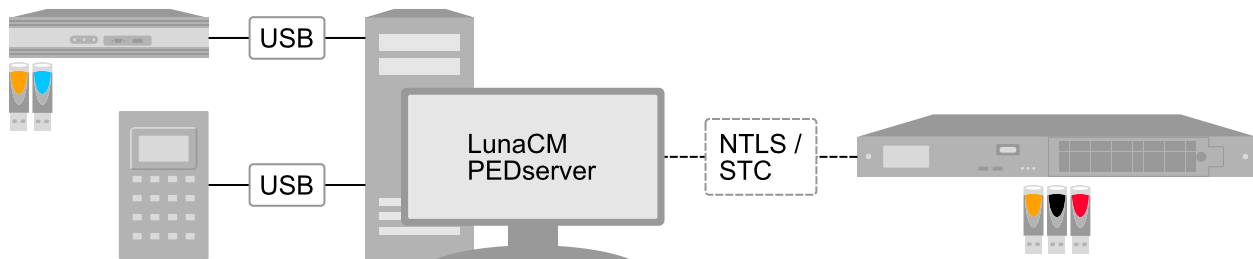 USB
USB
LunaCM
PEDserver
NTLS /
STC